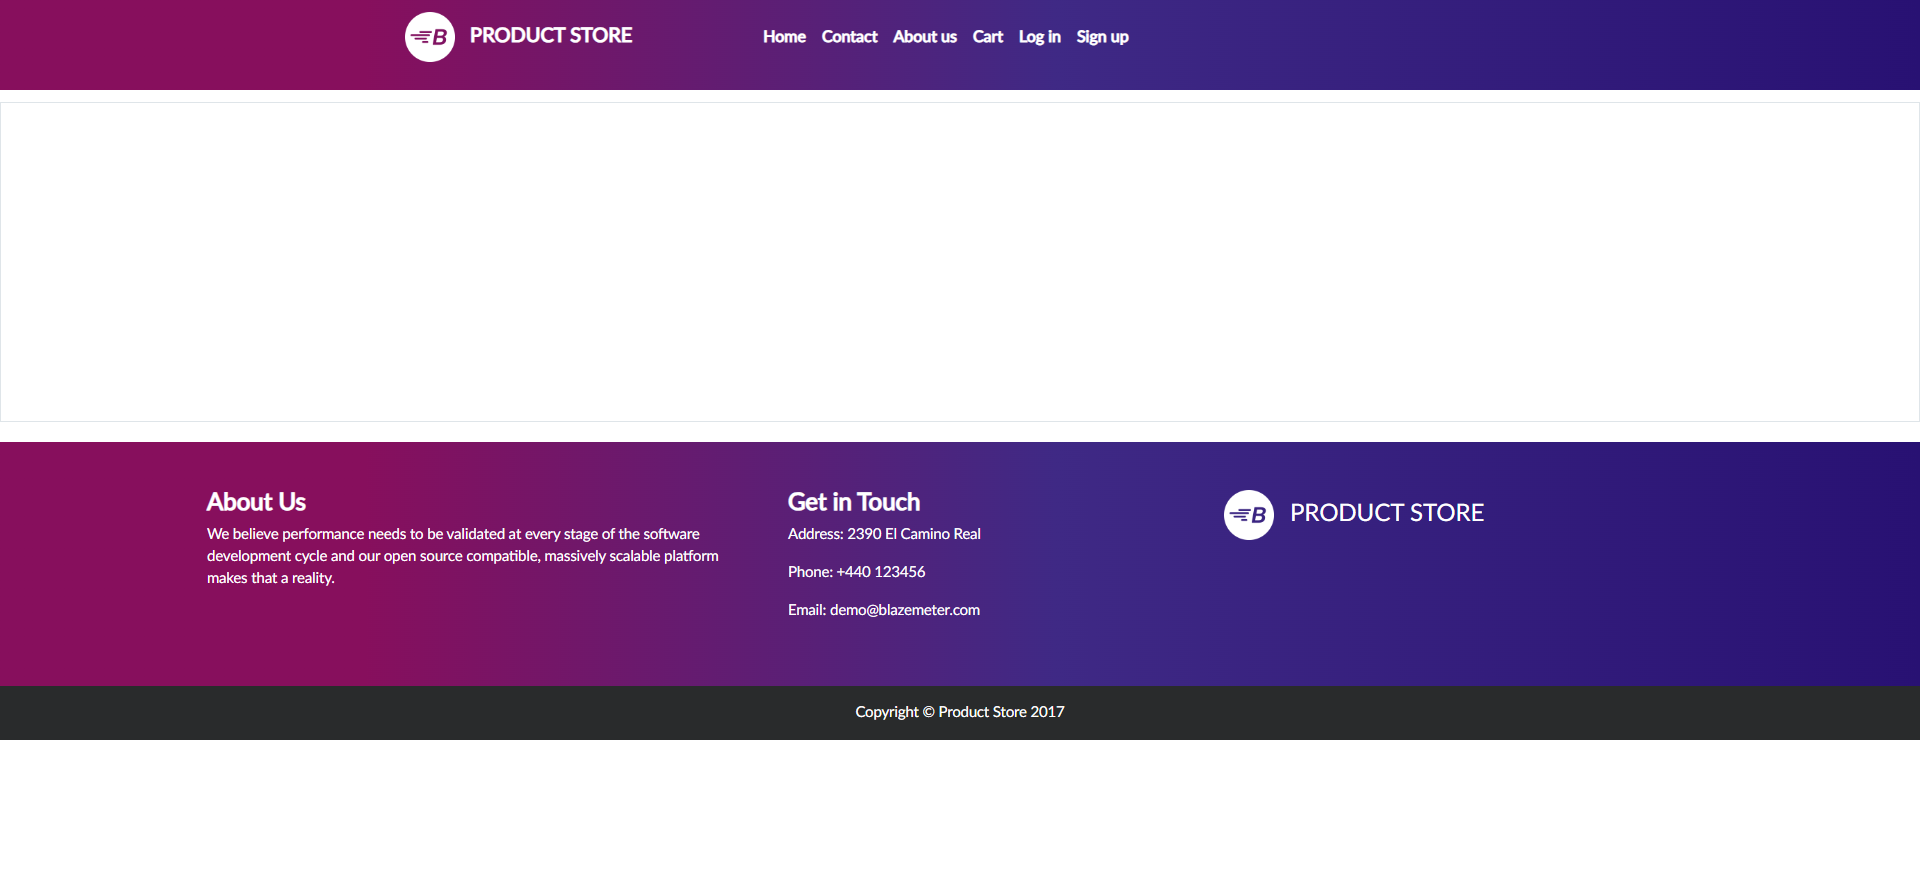 B PRODUCT STORE Home Contact About us Cart Log in Sign up
About Us
We believe performance needs to be validated at every stage of the software
development cycle and our open source compatible, massively scalable platform
makes that a reality.
Get in Touch
Address: 2390 El Camino Real
Phone: +440 123456
Email: demo@blazemeter.com
B PRODUCT STORE
Copyright © Product Store 2017